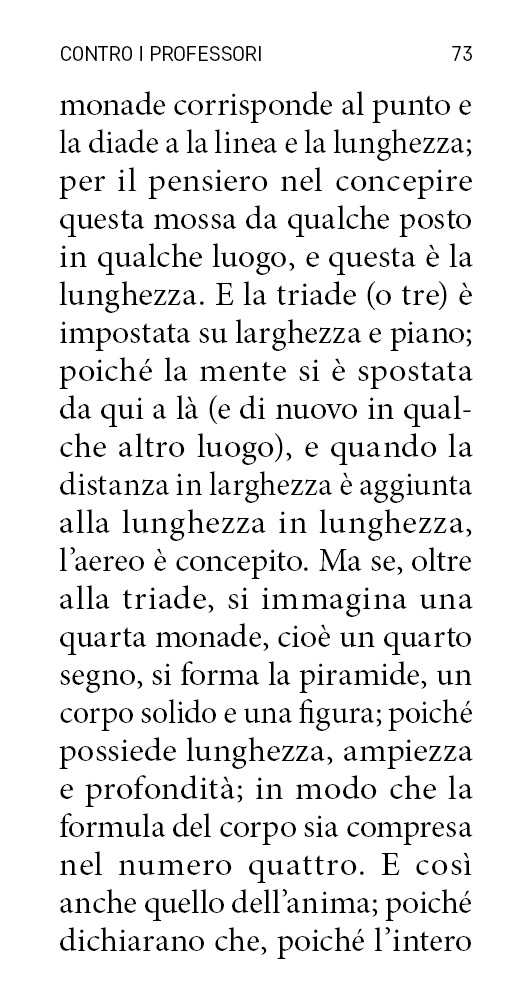 CONTRO I PROFESSORI 73
monade corrisponde al punto e
la diade a la linea e la lunghezza;
per il pensiero nel concepire
questa mossa da qualche posto
in qualche luogo, e questa è la
lunghezza. E la triade (o tre) è
impostata su larghezza e piano;
poiché la mente si è spostata
da qui a là (e di nuovo in qual-
che altro luogo), e quando la
distanza in larghezza è aggiunta
alla lunghezza in lunghezza,
l’aereo è concepito. Ma se, oltre
alla triade, si immagina una
quarta monade, cioè un quarto
segno, si forma la piramide, un
corpo solido e una figura; poiché
possiede lunghezza, ampiezza
e profondità; in modo che la
formula del corpo sia compresa
nel numero quattro. E così
anche quello dell’anima; poiché
dichiarano che, poiché l’intero